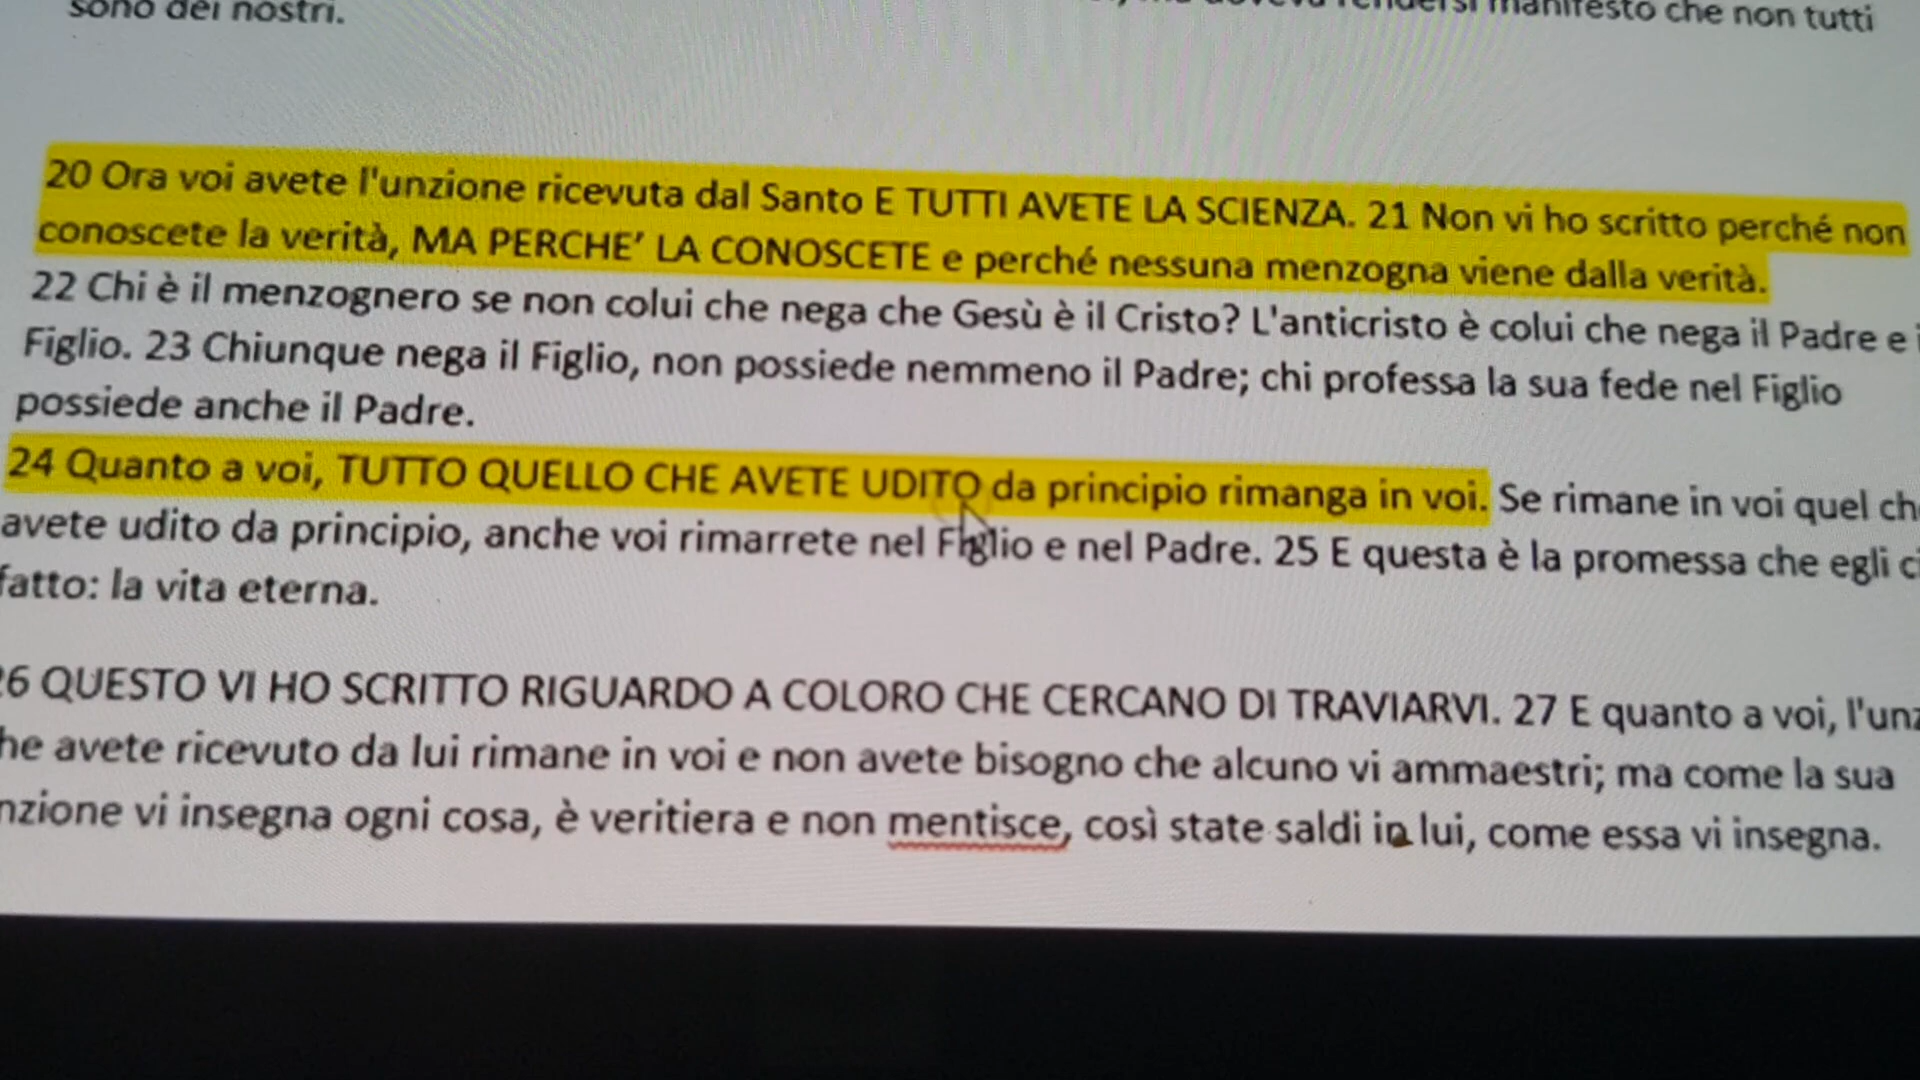 sono dei nostri. manifesto che non tutti
20 Ora voi avete l'unzione ricevuta dal Santo E TUTTI AVETE LA SCIENZA. 21 Non vi ho scritto perché non
conoscete la verità, MA PERCHE’ LA CONOSCETE e perché nessuna menzogna viene dalla verità.
22 Chi è il menzognero se non colui che nega che Gesù è il Cristo? L'anticristo è colui che nega il Padre e i
Figlio. 23 Chiunque nega il Figlio, non possiede nemmeno il Padre; chi professa la sua fede nel Figlio
possiede anche il Padre.
24 Quanto a voi, TUTTO QUELLO CHE AVETE UDITO da principio rimanga in voi. Se rimane in voi quel ch
avete udito da principio, anche voi rimarrete nel Figlio e nel Padre. 25 E questa è la promessa che egli ci
fatto: la vita eterna.
26 QUESTO VI HO SCRITTO RIGUARDO A COLORO CHE CERCANO DI TRAVIARVI. 27 E quanto a voi, l'unz
he avete ricevuto da lui rimane in voi e non avete bisogno che alcuno vi ammaestri; ma come la sua
nzione vi insegna ogni cosa, è veritiera e non mentisce, così state saldi in lui, come essa vi insegna.